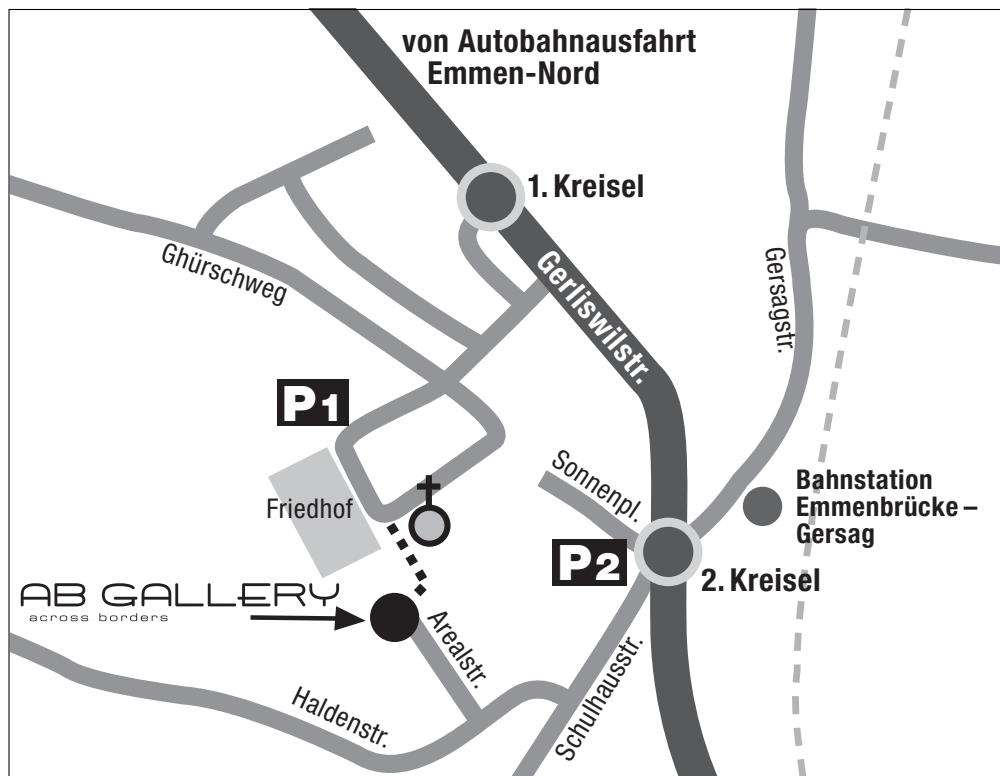 von Autobahnausfahrt
Emmen-Nord
1. Kreisel
Ghürschweg
Gerliswilstr.
Gersagstr.
P1
Sonnenpl.
Friedhof
Bahnstation
Emmenbrücke –
Gersag
P2
2. Kreisel
AB GALLERY
across borders
Arealstr.
Haldenstr.
Schulhausstr.